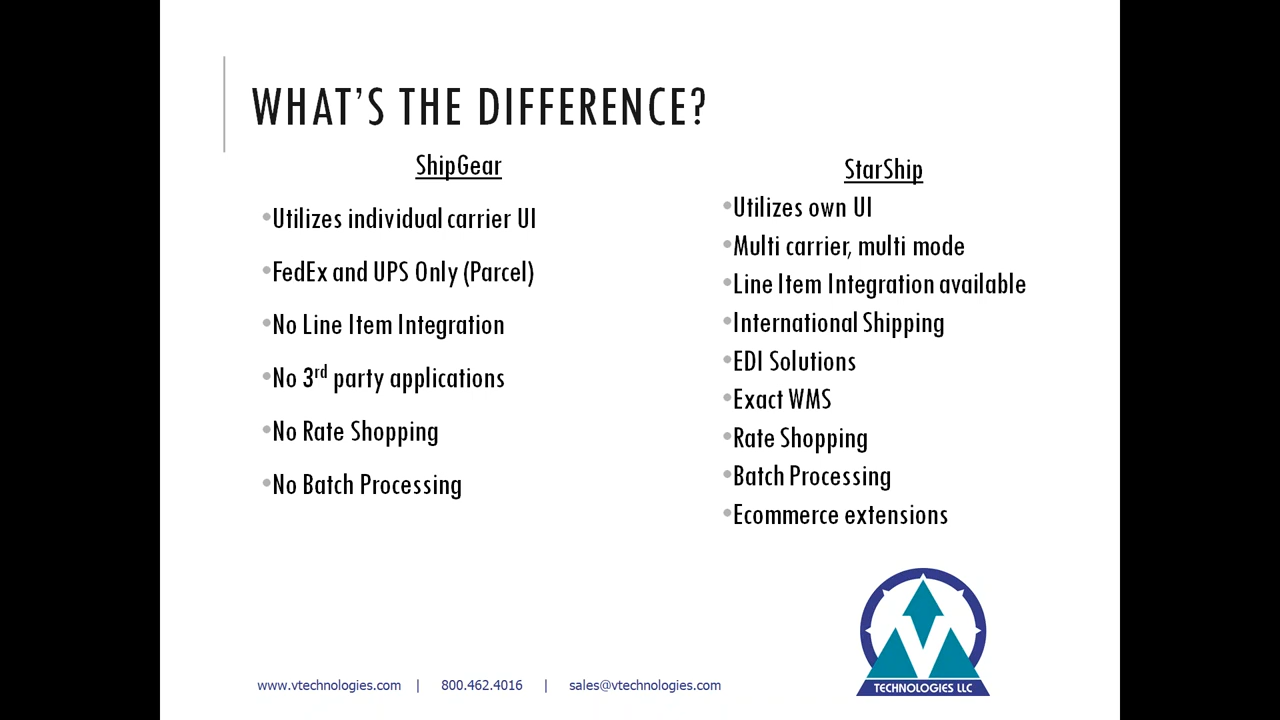 WHAT'S THE DIFFERENCE?
ShipGear
•Utilizes individual carrier UI
•FedEx and UPS Only (Parcel)
•No Line Item Integration
•No 3rd party applications
•No Rate Shopping
•No Batch Processing
StarShip
•Utilizes own UI
•Multi carrier, multi mode
•Line Item Integration available
•International Shipping
•EDI Solutions
•Exact WMS
•Rate Shopping
•Batch Processing
•Ecommerce extensions
V
TECHNOLOGIES LLC
www.vtechnologies.com | 800.462.4016 | sales@vtechnologies.com